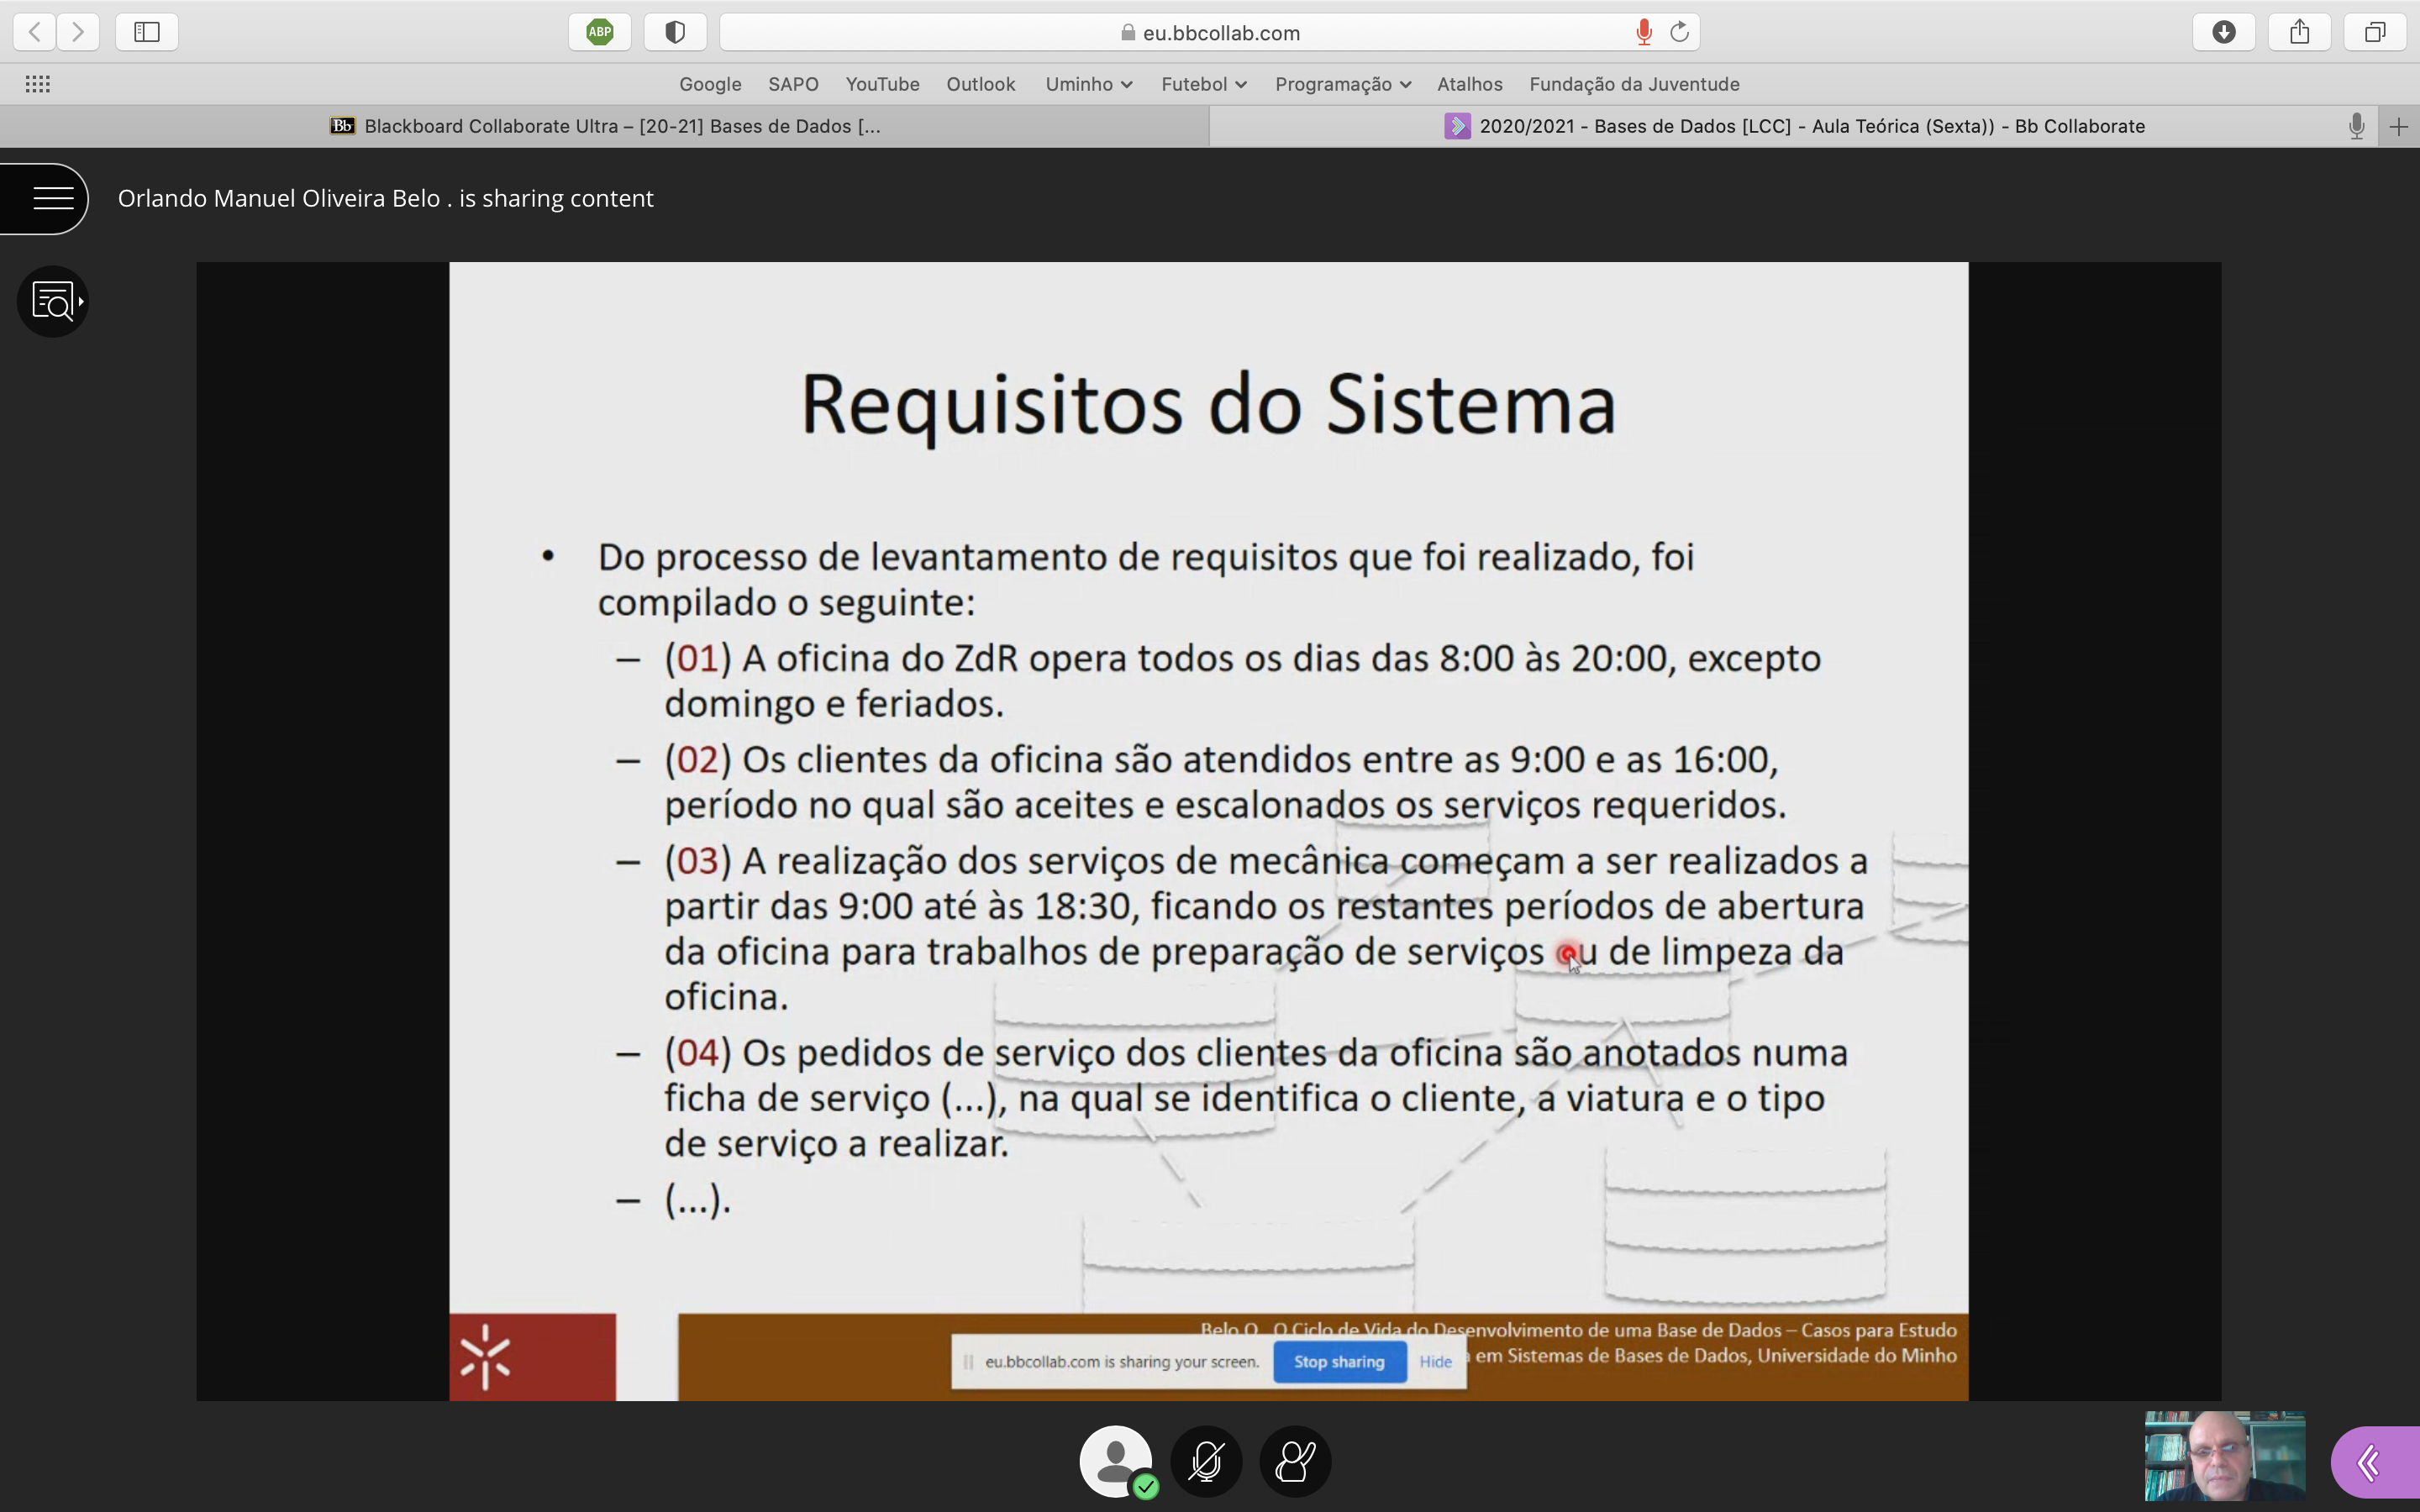 ABP
eu.bbcollab.com
Google SAPO YouTube Outlook Uminho Futebol Programação Atalhos Fundação da Juventude
Bb Blackboard Collaborate Ultra – [20-21] Bases de Dados [...
2020/2021 - Bases de Dados [LCC] - Aula Teórica (Sexta)) - Bb Collaborate
Orlando Manuel Oliveira Belo . is sharing content
Requisitos do Sistema
• Do processo de levantamento de requisitos que foi realizado, foi
compilado o seguinte:
– (01) A oficina do ZdR opera todos os dias das 8:00 às 20:00, excepto
domingo e feriados.
– (02) Os clientes da oficina são atendidos entre as 9:00 e as 16:00,
período no qual são aceites e escalonados os serviços requeridos.
– (03) A realização dos serviços de mecânica começam a ser realizados a
partir das 9:00 até às 18:30, ficando os restantes períodos de abertura
da oficina para trabalhos de preparação de serviços ou de limpeza da
oficina.
– (04) Os pedidos de serviço dos clientes da oficina são anotados numa
ficha de serviço (...), na qual se identifica o cliente, a viatura e o tipo
de serviço a realizar.
– (...).
Belo O., O Ciclo de Vida do Desenvolvimento de uma Base de Dados – Casos para Estudo
em Sistemas de Bases de Dados, Universidade do Minho
eu.bbcollab.com is sharing your screen. Stop sharing Hide